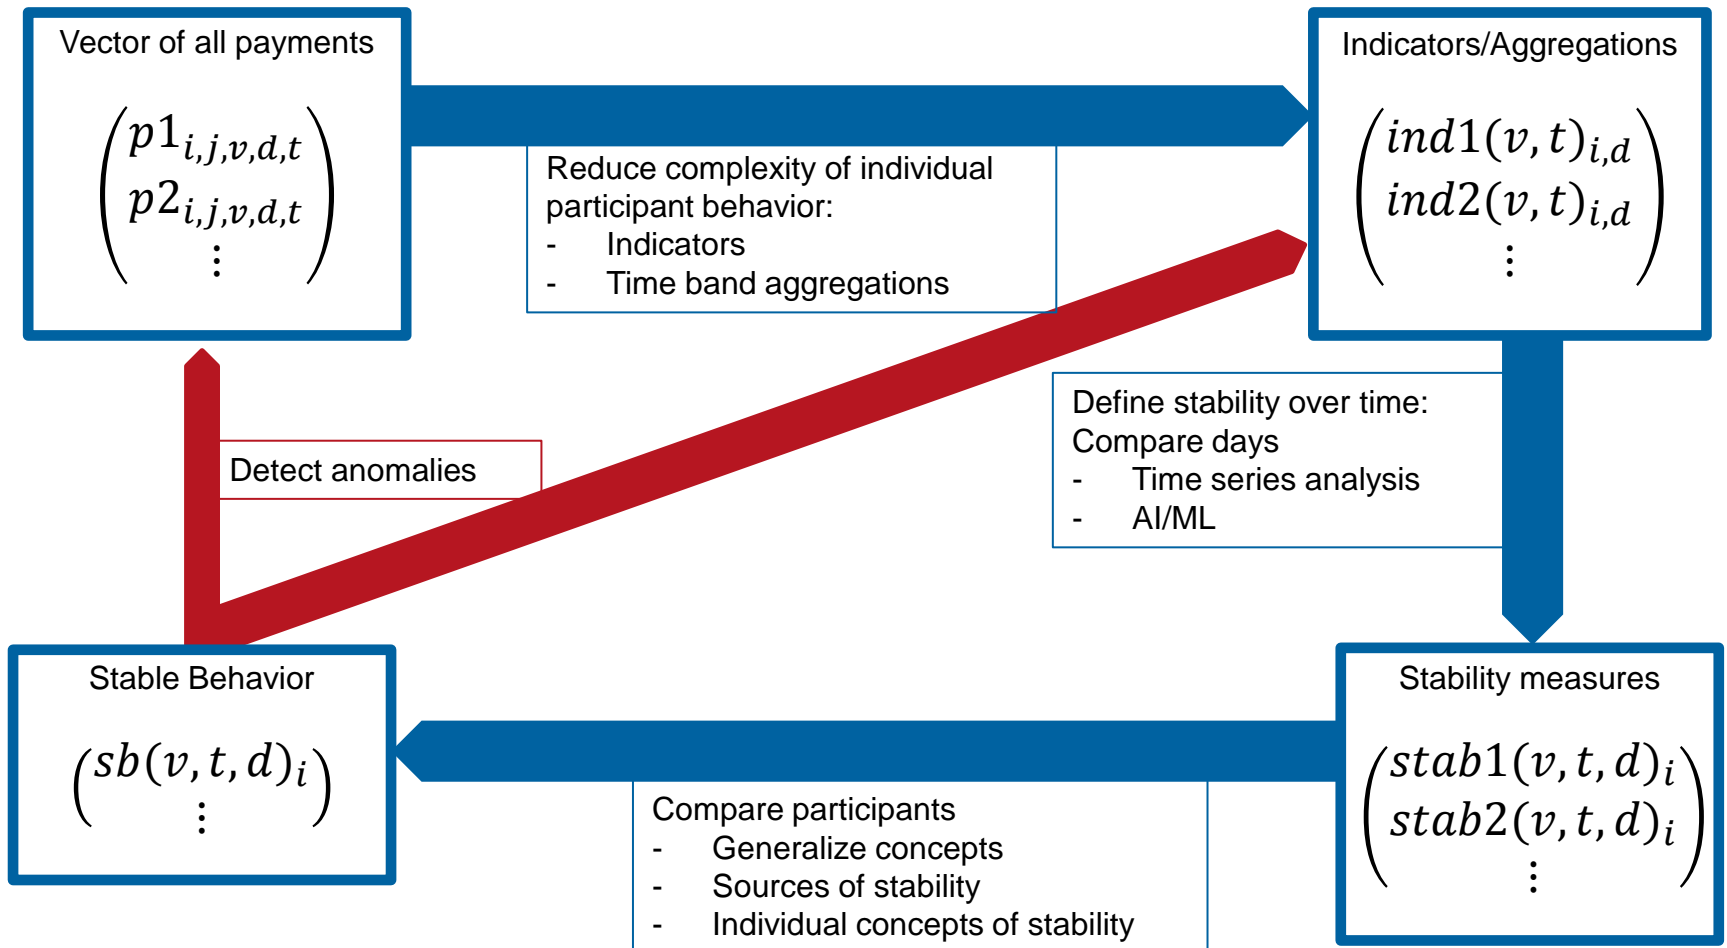 Vector of all payments
p1_{i,j,v,d,t}
p2_{i,j,v,d,t}
⋮
Indicators/Aggregations
ind1(v,t)_{i,d}
ind2(v,t)_{i,d}
⋮
Reduce complexity of individual
participant behavior:
- Indicators
- Time band aggregations
Define stability over time:
Compare days
- Time series analysis
- AI/ML
Detect anomalies
Stable Behavior
sb(v,t,d)_i
⋮
Stability measures
stab1(v,t,d)_i
stab2(v,t,d)_i
⋮
Compare participants
- Generalize concepts
- Sources of stability
- Individual concepts of stability